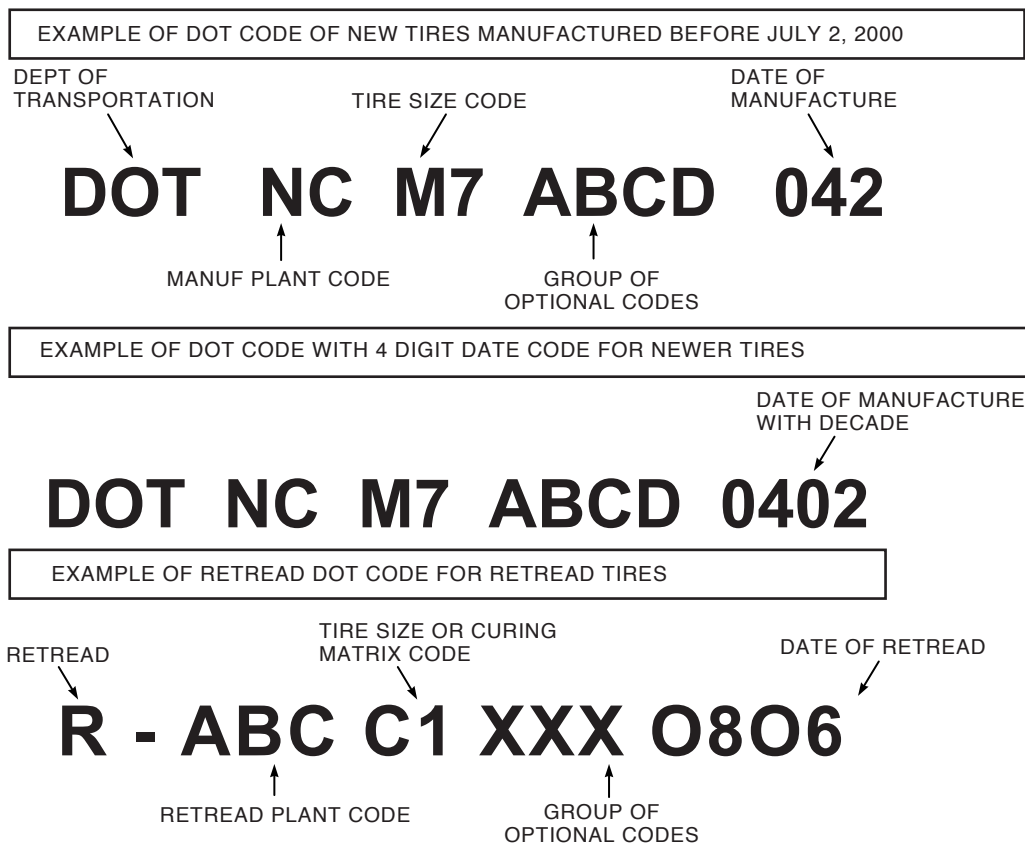 EXAMPLE OF DOT CODE OF NEW TIRES MANUFACTURED BEFORE JULY 2, 2000
DEPT OF
TRANSPORTATION
TIRE SIZE CODE
DATE OF
MANUFACTURE
DOT NC M7 ABCD 042
MANUF PLANT CODE
GROUP OF
OPTIONAL CODES
EXAMPLE OF DOT CODE WITH 4 DIGIT DATE CODE FOR NEWER TIRES
DATE OF MANUFACTURE
WITH DECADE
DOT NC M7 ABCD 0402
EXAMPLE OF RETREAD DOT CODE FOR RETREAD TIRES
RETREAD
TIRE SIZE OR CURING
MATRIX CODE
DATE OF RETREAD
R - ABC C1 XXX O8O6
RETREAD PLANT CODE
GROUP OF
OPTIONAL CODES